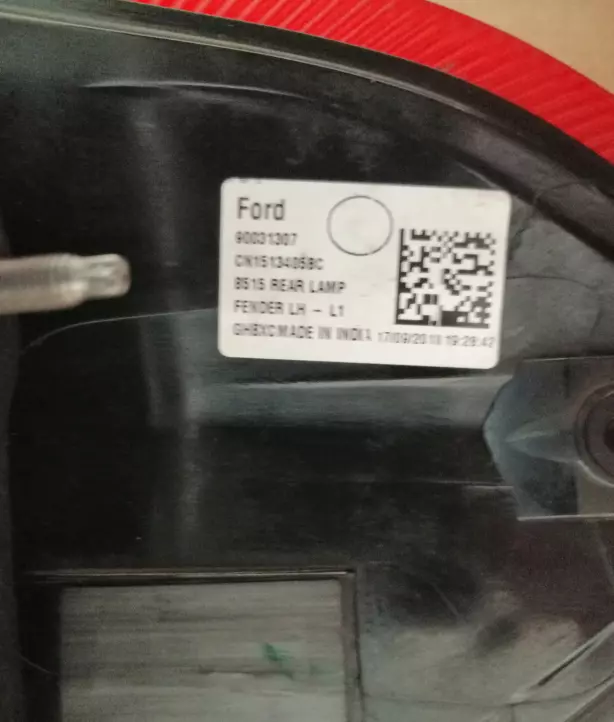 Ford
90031307
CN1513405BC
B515 REAR LAMP
FENDER LH - L1
GHBXC MADE IN INDIA 17/09/2018 19:28:42